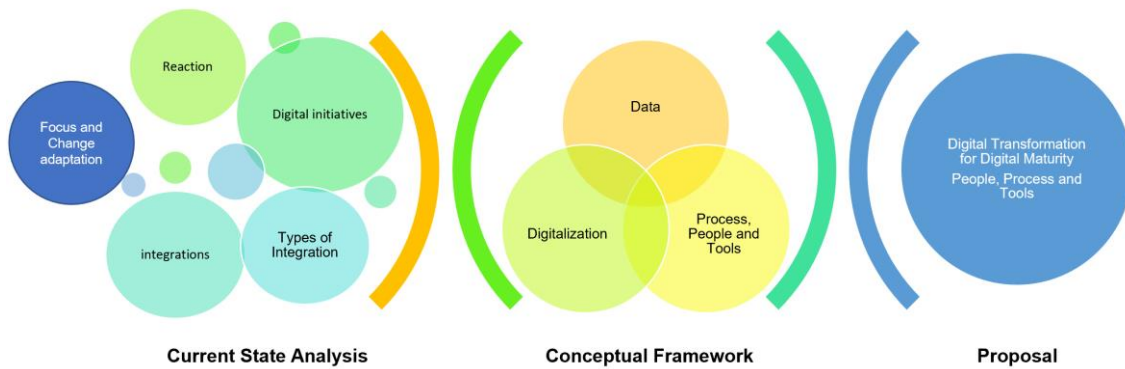 Reaction
Digital initiatives
Focus and
Change
adaptation
integrations
Types of
Integration
Current State Analysis
Data
Digitalization
Process,
People and
Tools
Conceptual Framework
Digital Transformation
for Digital Maturity
People, Process and
Tools
Proposal